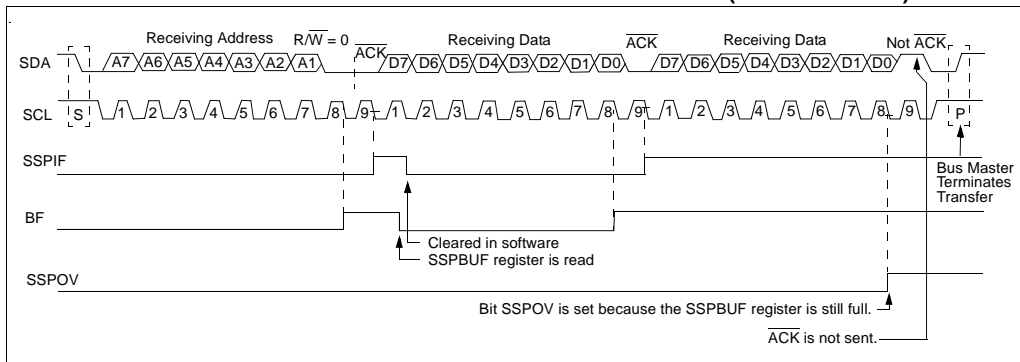 Receiving Address R/W = 0 ACK Receiving Data ACK Receiving Data Not ACK
SDA A7 A6 A5 A4 A3 A2 A1 D7 D6 D5 D4 D3 D2 D1 D0 D7 D6 D5 D4 D3 D2 D1 D0
SCL S 1 2 3 4 5 6 7 8 9 1 2 3 4 5 6 7 8 9 1 2 3 4 5 6 7 8 9 P
SSPIF
Bus Master
Terminates
Transfer
BF
Cleared in software
SSPBUF register is read
SSPOV
Bit SSPOV is set because the SSPBUF register is still full.
ACK is not sent.